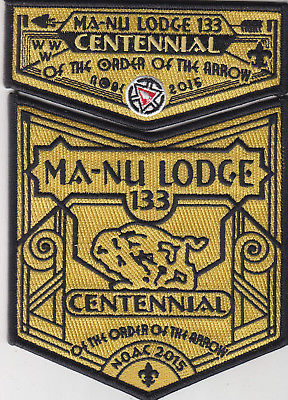 MA-NU LODGE 133
WWW
CENTENNIAL
OF THE ORDER OF THE ARROW
NOAC 2015
MA-NU LODGE
133
CENTENNIAL
OF THE ORDER OF THE ARROW
NOAC 2015